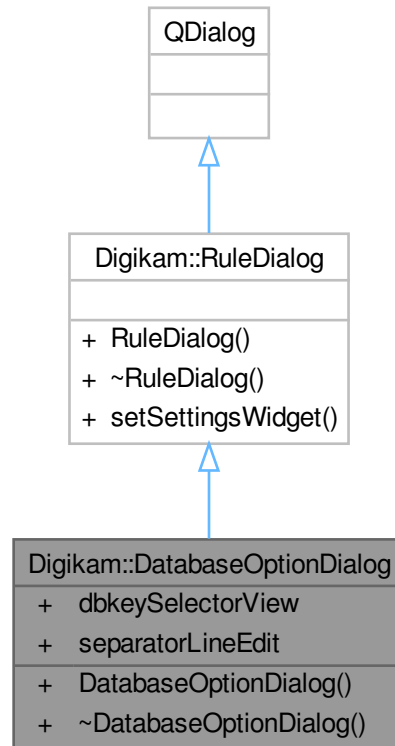 QDialog
Digikam::RuleDialog
+ RuleDialog()
+ ~RuleDialog()
+ setSettingsWidget()
Digikam::DatabaseOptionDialog
+ dbkeySelectorView
+ separatorLineEdit
+ DatabaseOptionDialog()
+ ~DatabaseOptionDialog()